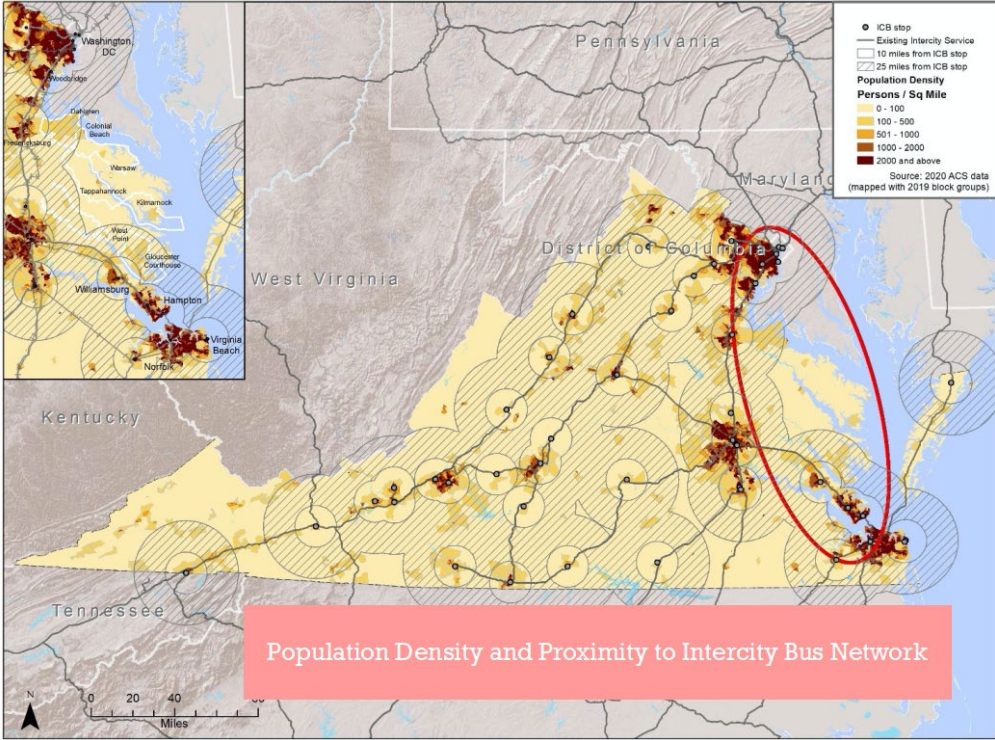 Washington
DC
Woodbridge
Dahlgren
Colonial
Beach
Fredericksburg
Warsaw
Tappahannock
Kilmarnock
West
Point
Gloucester
Courthouse
Williamsburg
Hampton
Virginia
Beach
Norfolk
Pennsylvania
Maryland
District of Columbia
West Virginia
Kentucky
Tennessee
ICB stop
Existing Intercity Service
10 miles from ICB stop
25 miles from ICB stop
Population Density
Persons / Sq Mile
0 - 100
100 - 500
501 - 1000
1000 - 2000
2000 and above
Source: 2020 ACS data
(mapped with 2019 block groups)
Population Density and Proximity to Intercity Bus Network
N
0 20 40
Miles